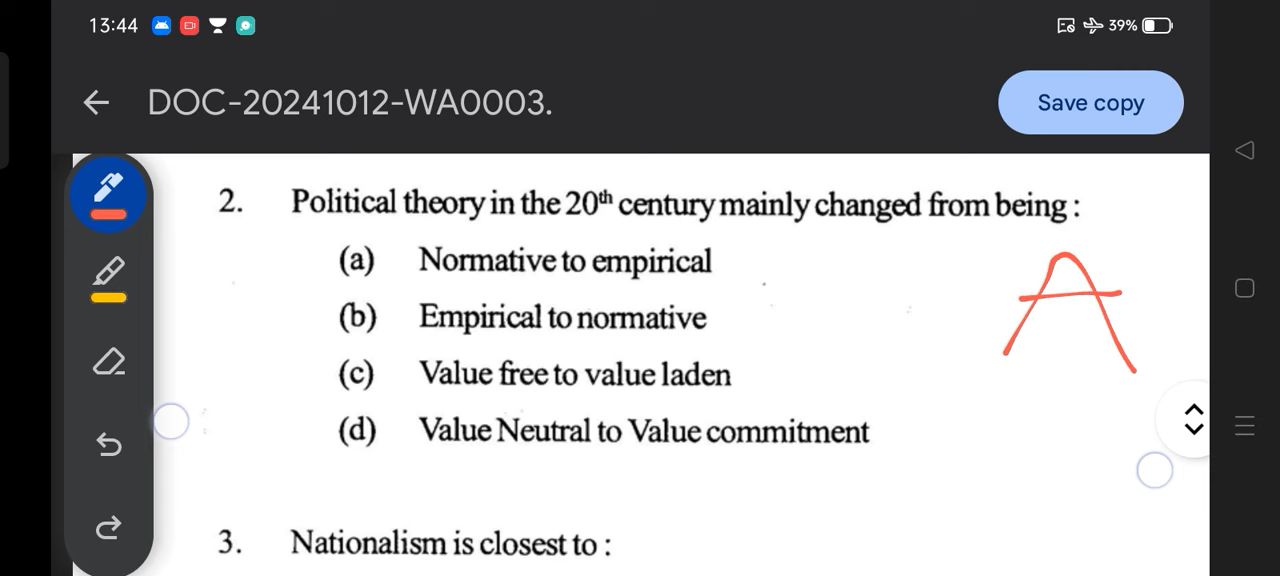 13:44
39%
DOC-20241012-WA0003.
Save copy
2. Political theory in the 20th century mainly changed from being :
(a) Normative to empirical
A
(b) Empirical to normative
(c) Value free to value laden
(d) Value Neutral to Value commitment
3. Nationalism is closest to :